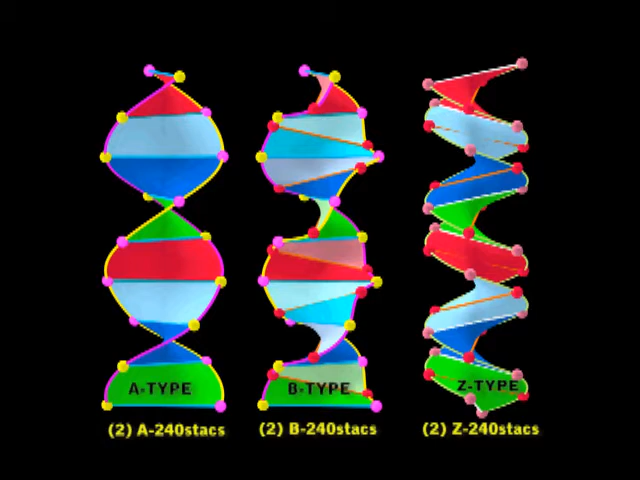 A-TYPE
B-TYPE
Z-TYPE
(2) A-240stacs
(2) B-240stacs
(2) Z-240stacs